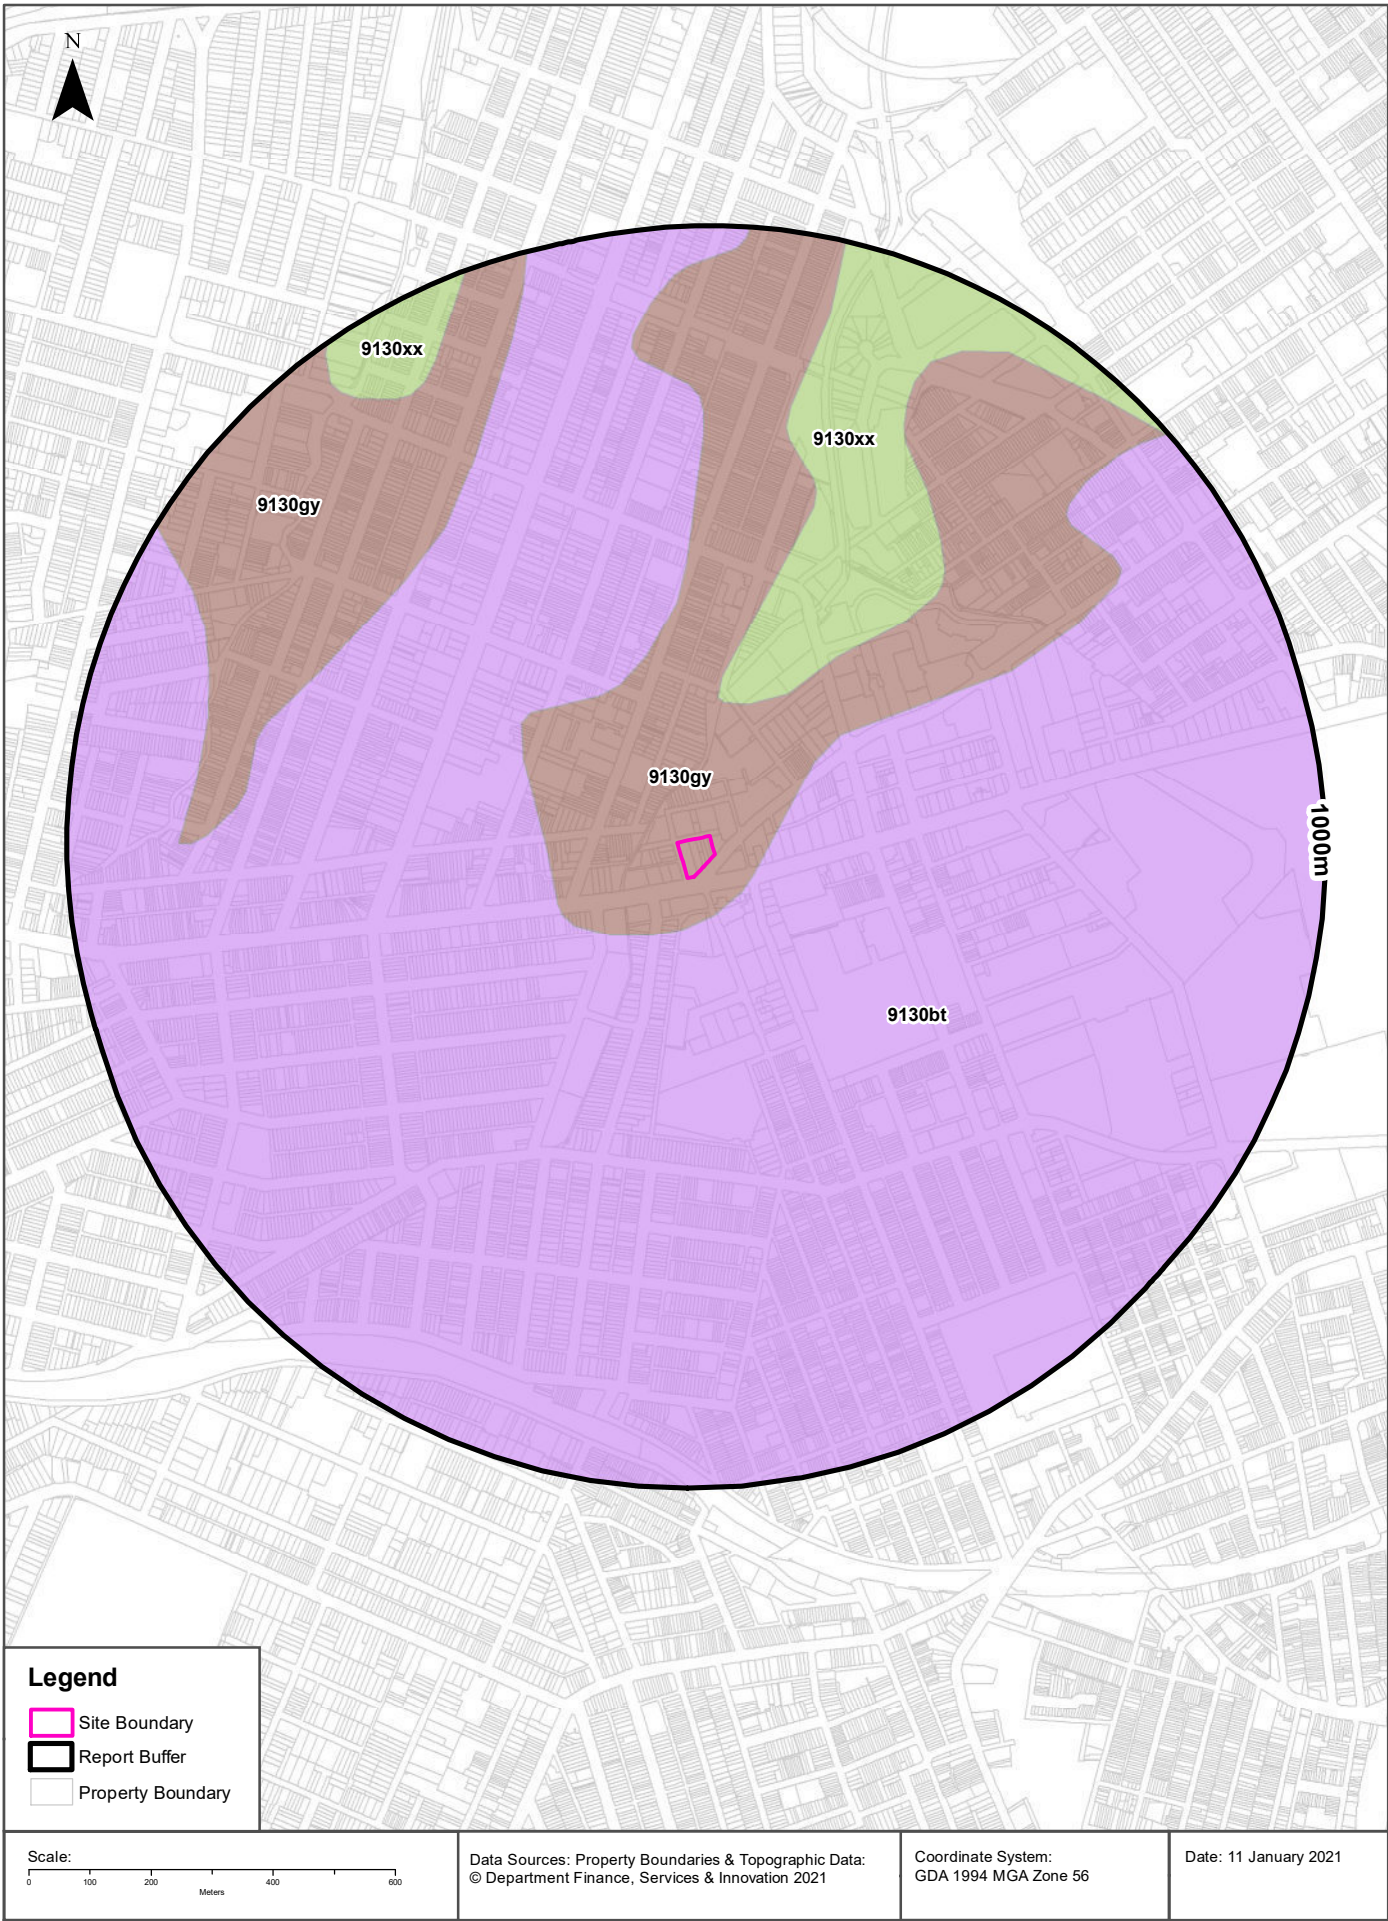 N
9130xx
9130xx
9130gy
9130gy
1000m
9130bt
Legend
Site Boundary
Report Buffer
Property Boundary
Scale:
0 100 200 400 600
Meters
Data Sources: Property Boundaries & Topographic Data:
© Department Finance, Services & Innovation 2021
Coordinate System:
GDA 1994 MGA Zone 56
Date: 11 January 2021